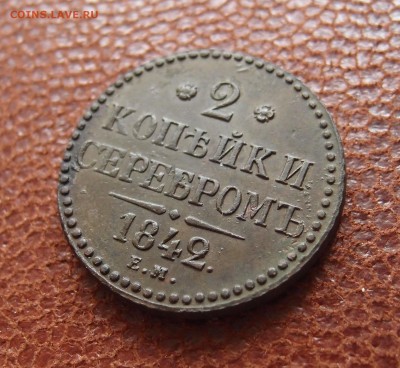 COINS.LAVE.RU
* 2 *
КОПѢЙКИ
СЕРЕБРОМЪ
1842.
Е.М.